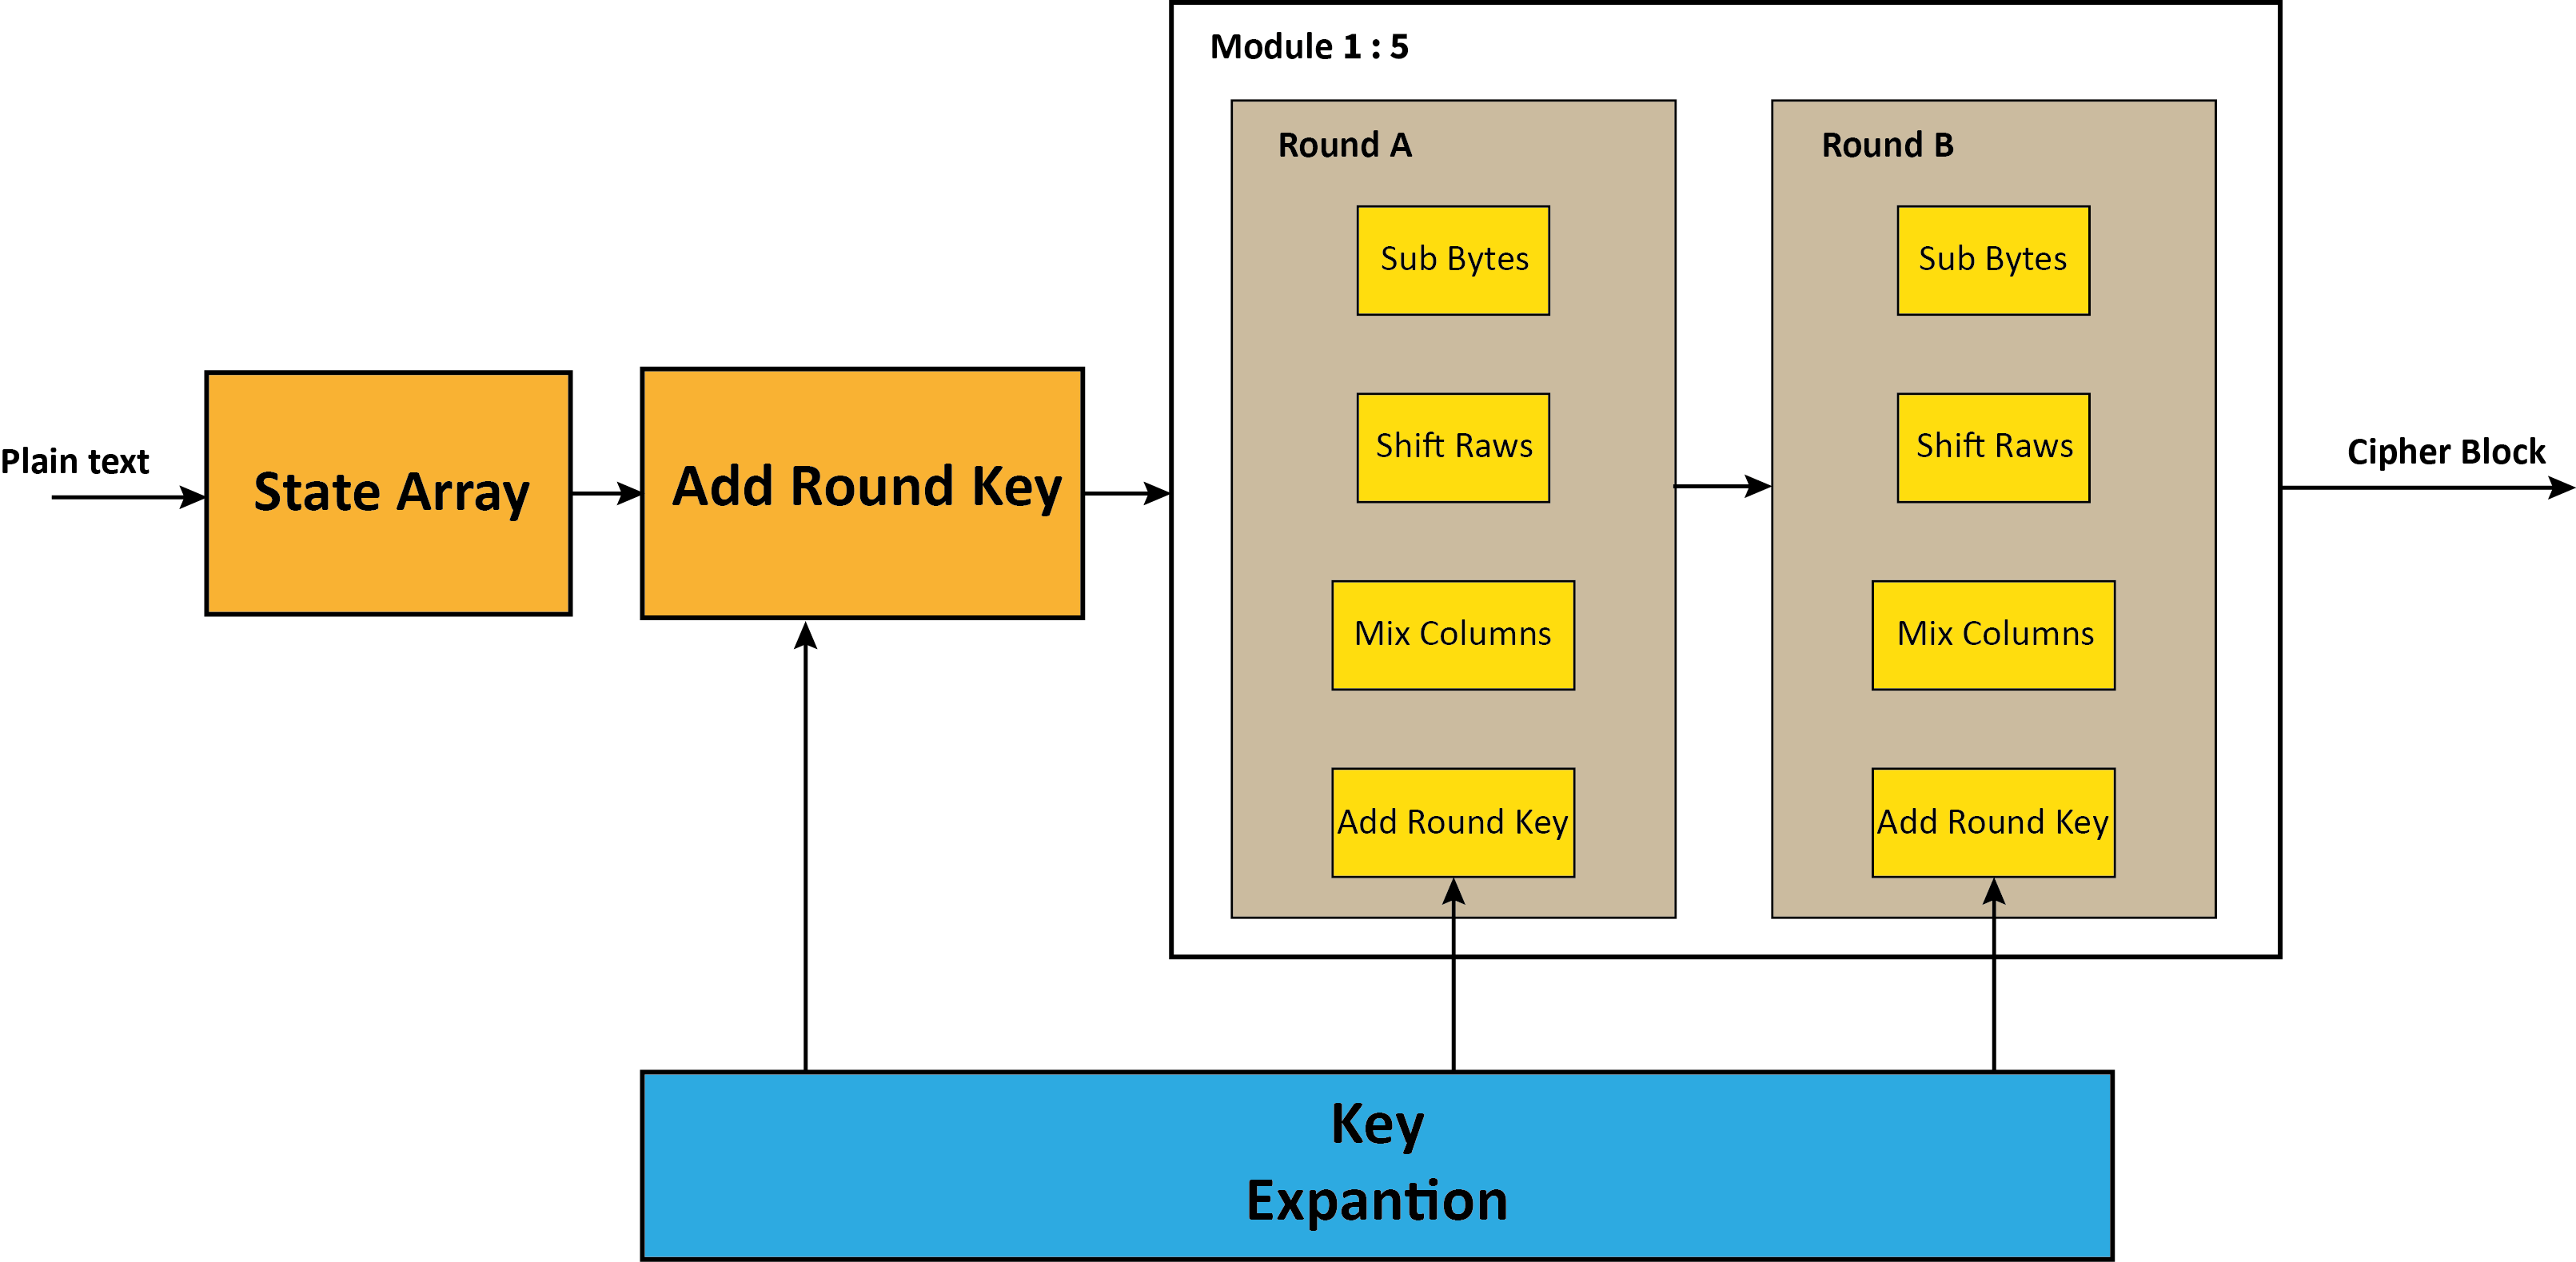 Module 1 : 5
Round A
Sub Bytes
Shift Raws
Mix Columns
Add Round Key
Round B
Sub Bytes
Shift Raws
Mix Columns
Add Round Key
Plain text
State Array
Add Round Key
Cipher Block
Key
Expantion